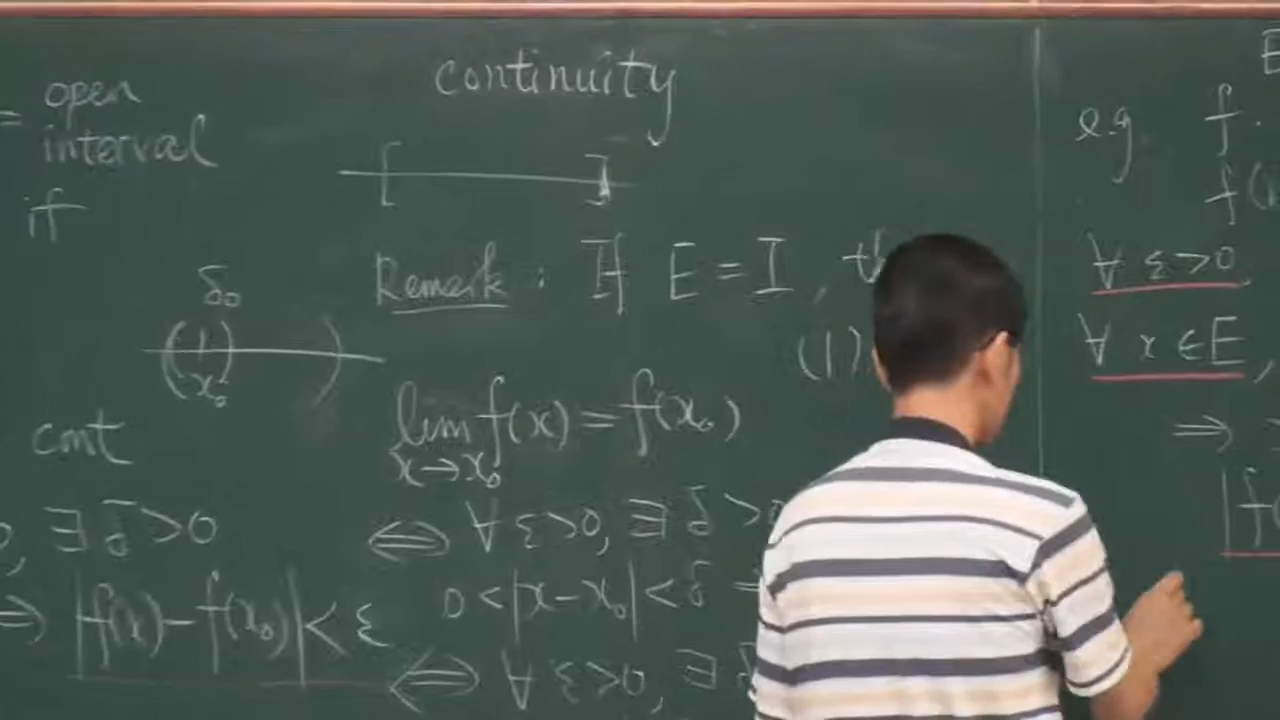 continuity
= open
interval
if
δ₀
x₀
cmt
, ∃ δ > 0
⇒ |f(x) - f(x₀)| < ε
[ ]
Remark : If E = I ,
(1)
lim f(x) = f(x₀)
x → x₀
⇔ ∀ ε > 0, ∃ δ > 0
0 < |x - x₀| < δ
⇔ ∀ ε > 0, ∃ δ
e.g. f
f(
∀ ε > 0
∀ x ∈ E ,
⇒
|f(